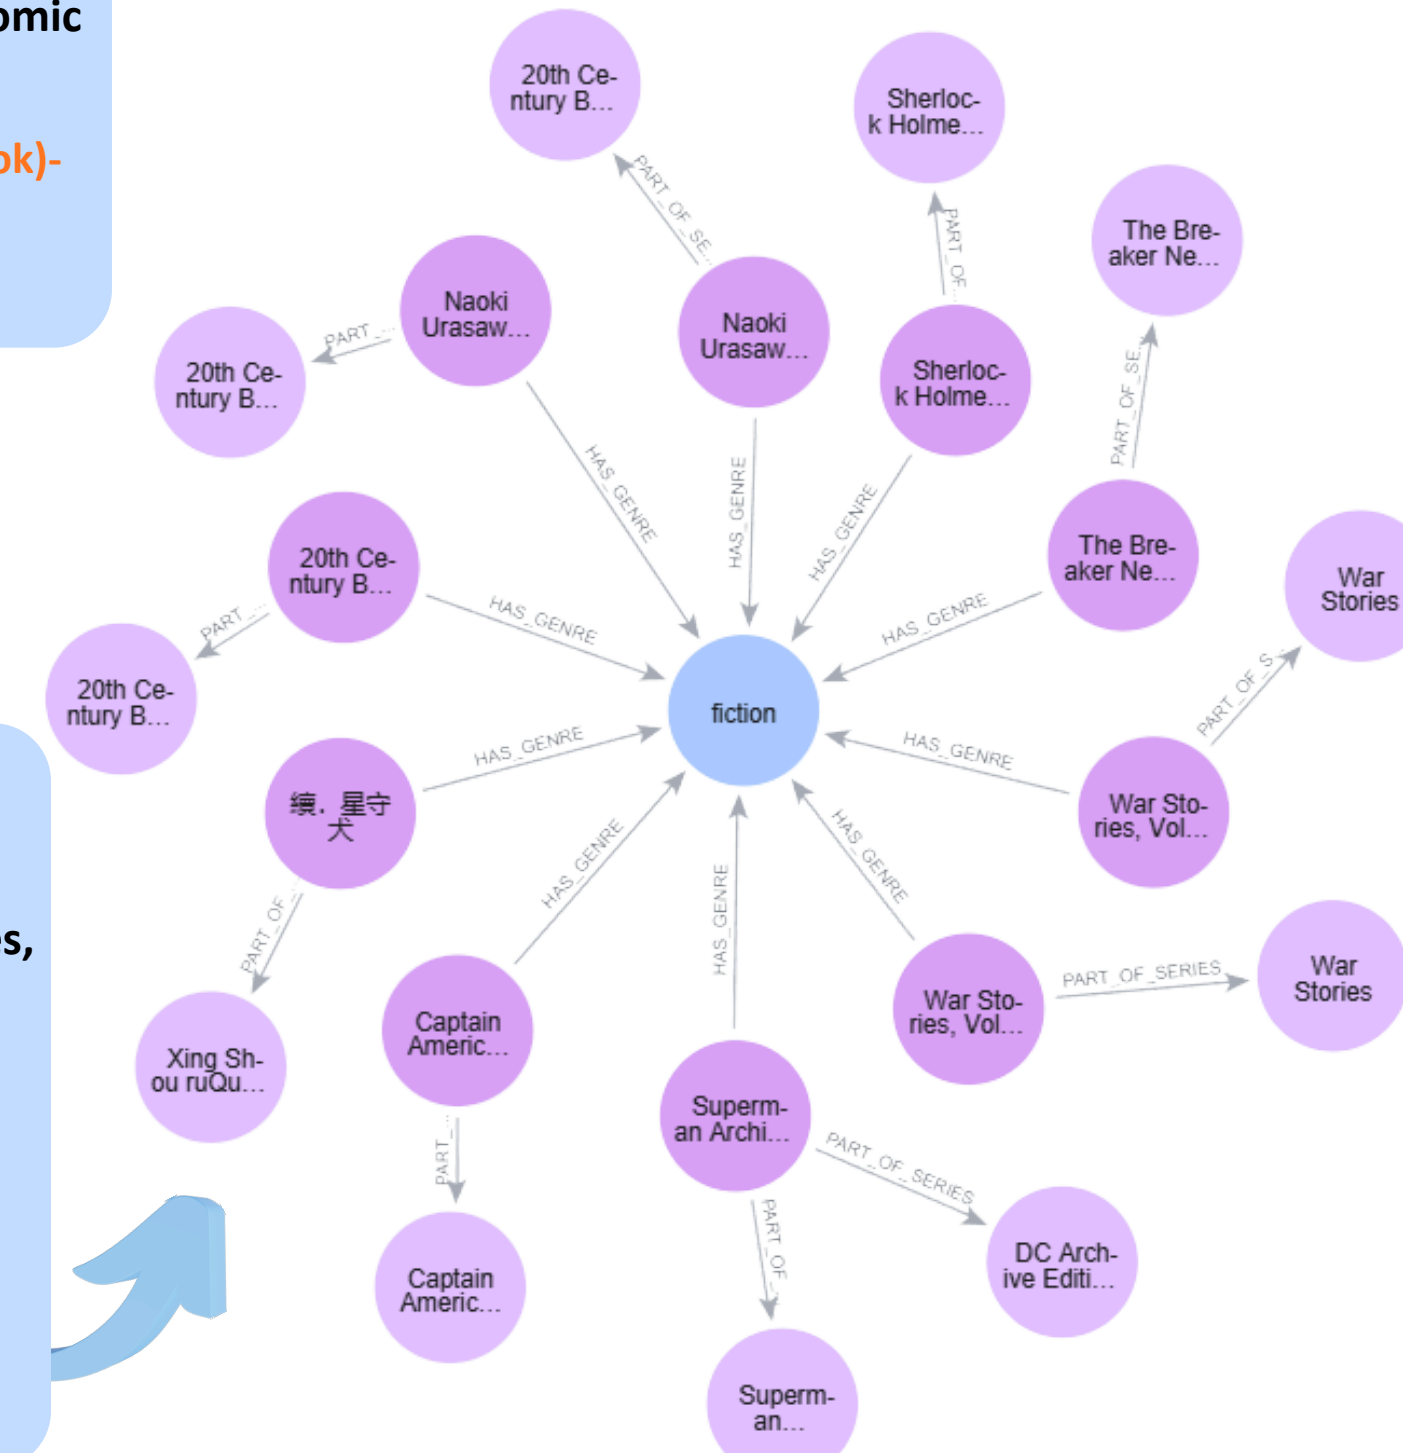 omic
ok)-
20th Ce-
ntury B...
Sherloc-
k Holme...
PART_OF_SE...
PART_OF...
The Bre-
aker Ne...
Naoki
Urasaw...
Naoki
Urasaw...
PART_...
20th Ce-
ntury B...
Sherloc-
k Holme...
PART_OF_SE...
HAS_GENRE
HAS_GENRE
HAS_GENRE
20th Ce-
ntury B...
The Bre-
aker Ne...
War
Stories
PART_...
HAS_GENRE
HAS_GENRE
PART_OF_S...
20th Ce-
ntury B...
fiction
HAS_GENRE
HAS_GENRE
續．星守
犬
War Sto-
ries, Vol...
HAS_GENRE
HAS_GENRE
HAS_GENRE
PART_OF_...
es,
Captain
Americ...
War Sto-
ries, Vol...
PART_OF_SERIES
War
Stories
Xing Sh-
ou ruQu...
PART_...
Superm-
an Archi...
PART_OF_SERIES
PART_OF_...
Captain
Americ...
DC Arch-
ive Editi...
Superm-
an...